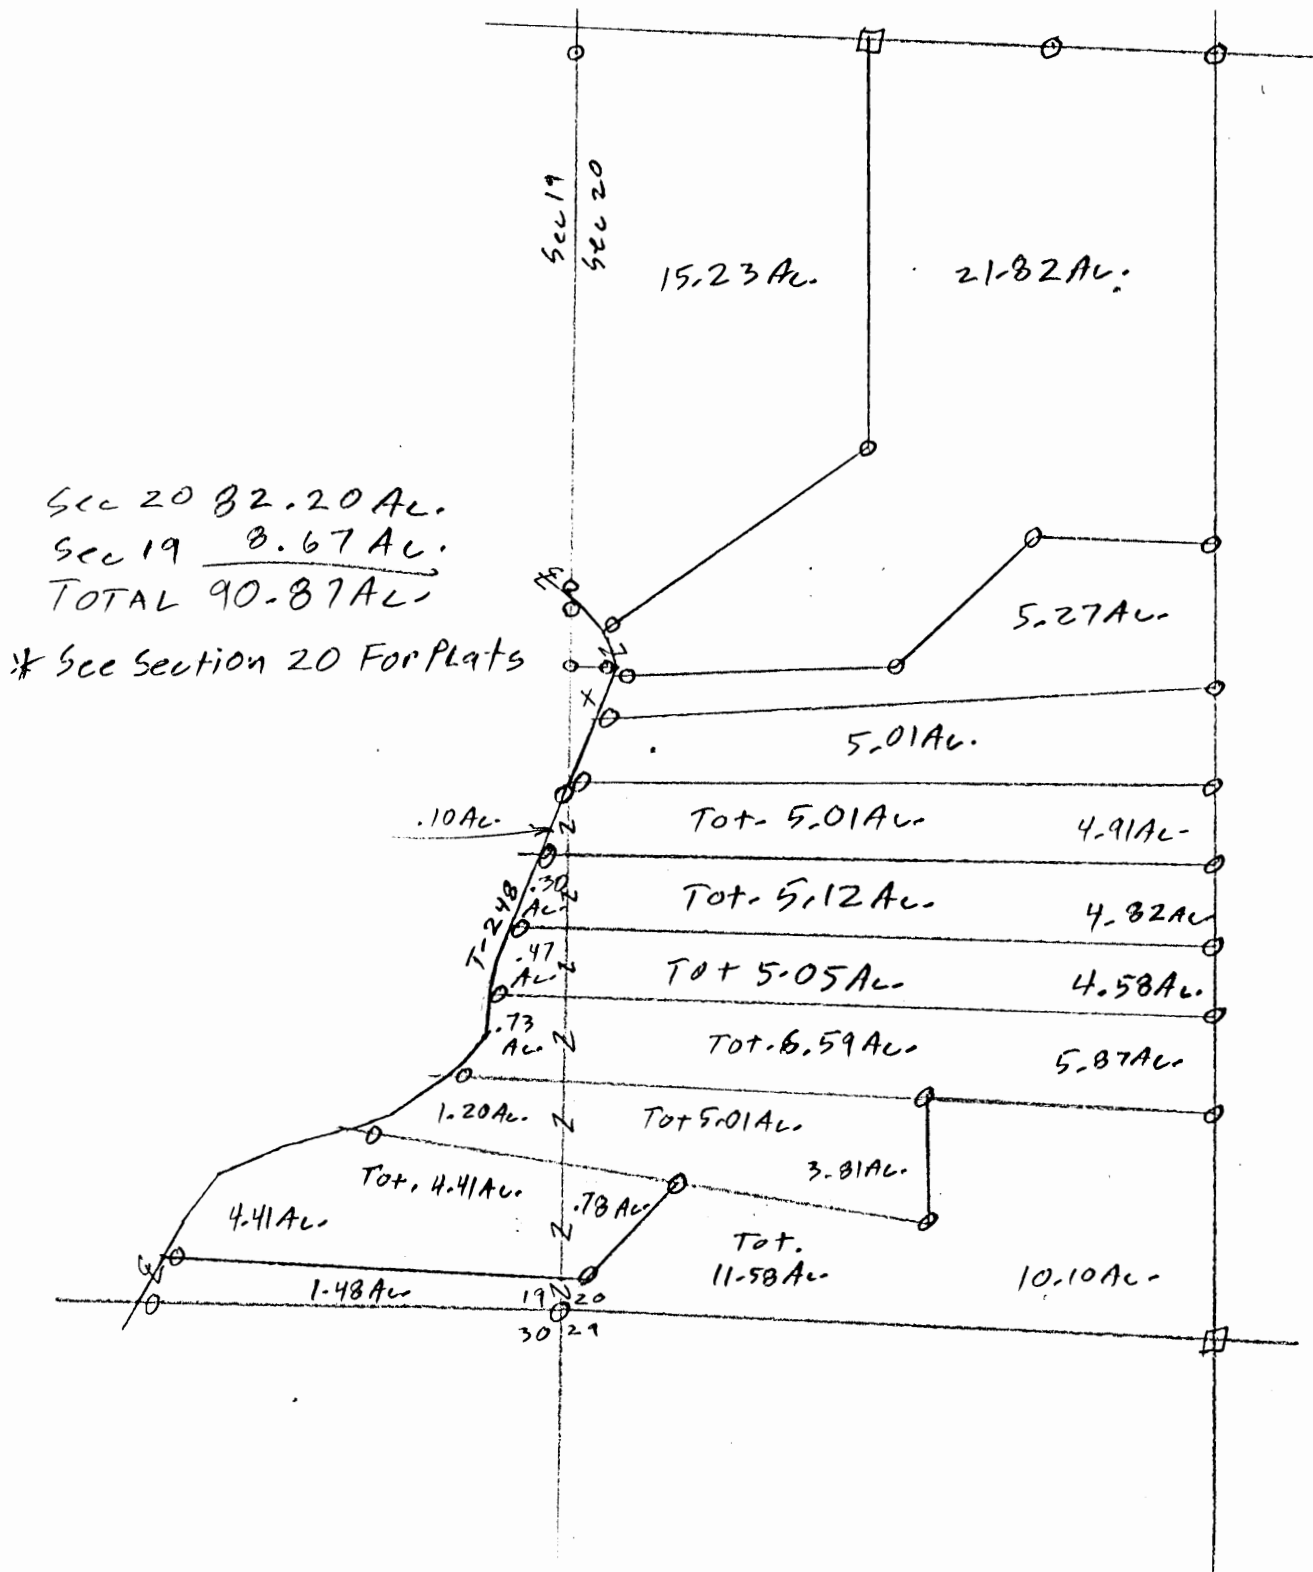 Sec 19
Sec 20
15.23 Ac.
21.82 Ac.
Sec 20 82.20 Ac.
Sec 19 8.67 Ac.
TOTAL 90.87 Ac.
* See Section 20 For Plats
5.27 Ac.
5.01 Ac.
.10 Ac.
Tot. 5.01 Ac.
4.91 Ac.
.30
Ac.
Tot. 5.12 Ac.
4.82 Ac
T-248
.47
Ac.
Tot 5.05 Ac.
4.58 Ac.
.73
Ac.
Tot. 6.59 Ac.
5.87 Ac.
1.20 Ac.
Tot 5.01 Ac.
3.81 Ac.
Tot. 4.41 Ac.
.78 Ac.
4.41 Ac.
Tot.
11.58 Ac.
10.10 Ac.
1.48 Ac.
19 20
30 29